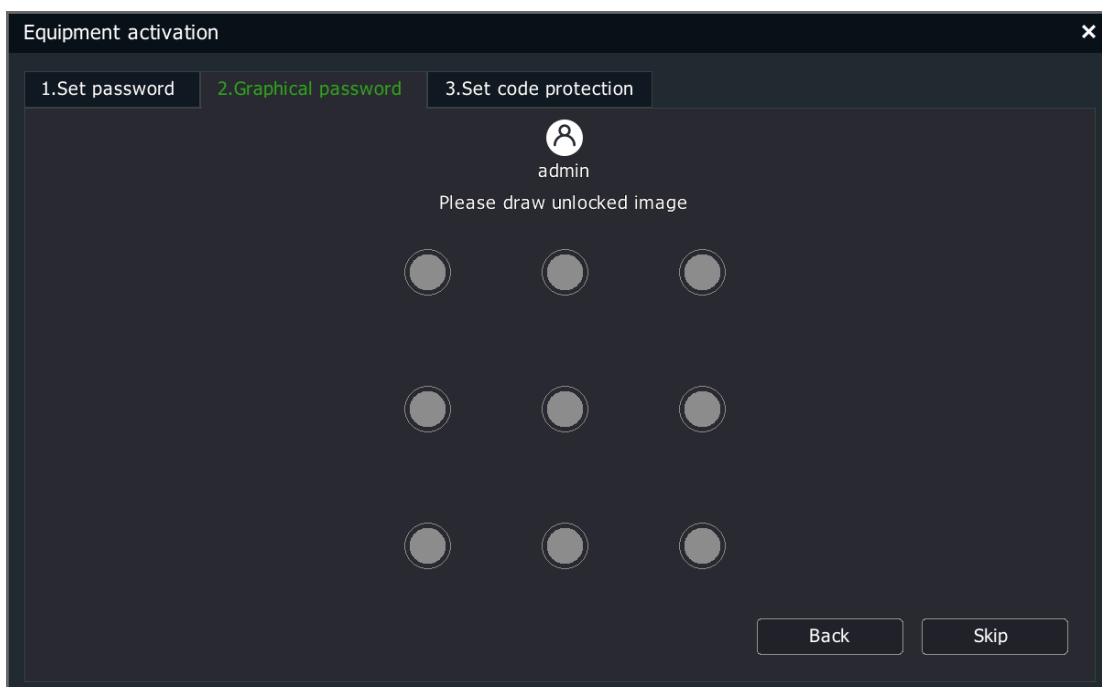 Equipment activation
1.Set password 2.Graphical password 3.Set code protection
admin
Please draw unlocked image
Back Skip